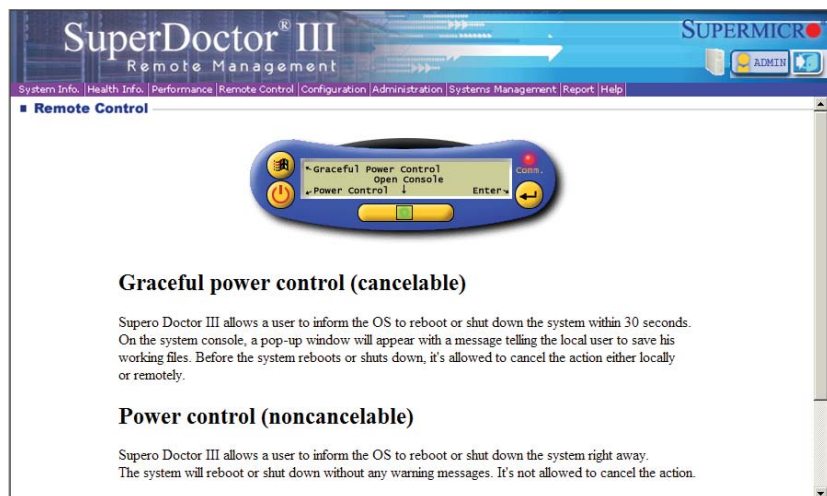 SuperDoctor® III
Remote Management
SUPERMICRO®
ADMIN
System Info. |Health Info. |Performance |Remote Control |Configuration |Administration |Systems Management |Report |Help|
Remote Control
Graceful Power Control
Open Console
Power Control
Enter
Comm.
Graceful power control (cancelable)
Supero Doctor III allows a user to inform the OS to reboot or shut down the system within 30 seconds.
On the system console, a pop-up window will appear with a message telling the local user to save his
working files. Before the system reboots or shuts down, it's allowed to cancel the action either locally
or remotely.
Power control (noncancelable)
Supero Doctor III allows a user to inform the OS to reboot or shut down the system right away.
The system will reboot or shut down without any warning messages. It's not allowed to cancel the action.